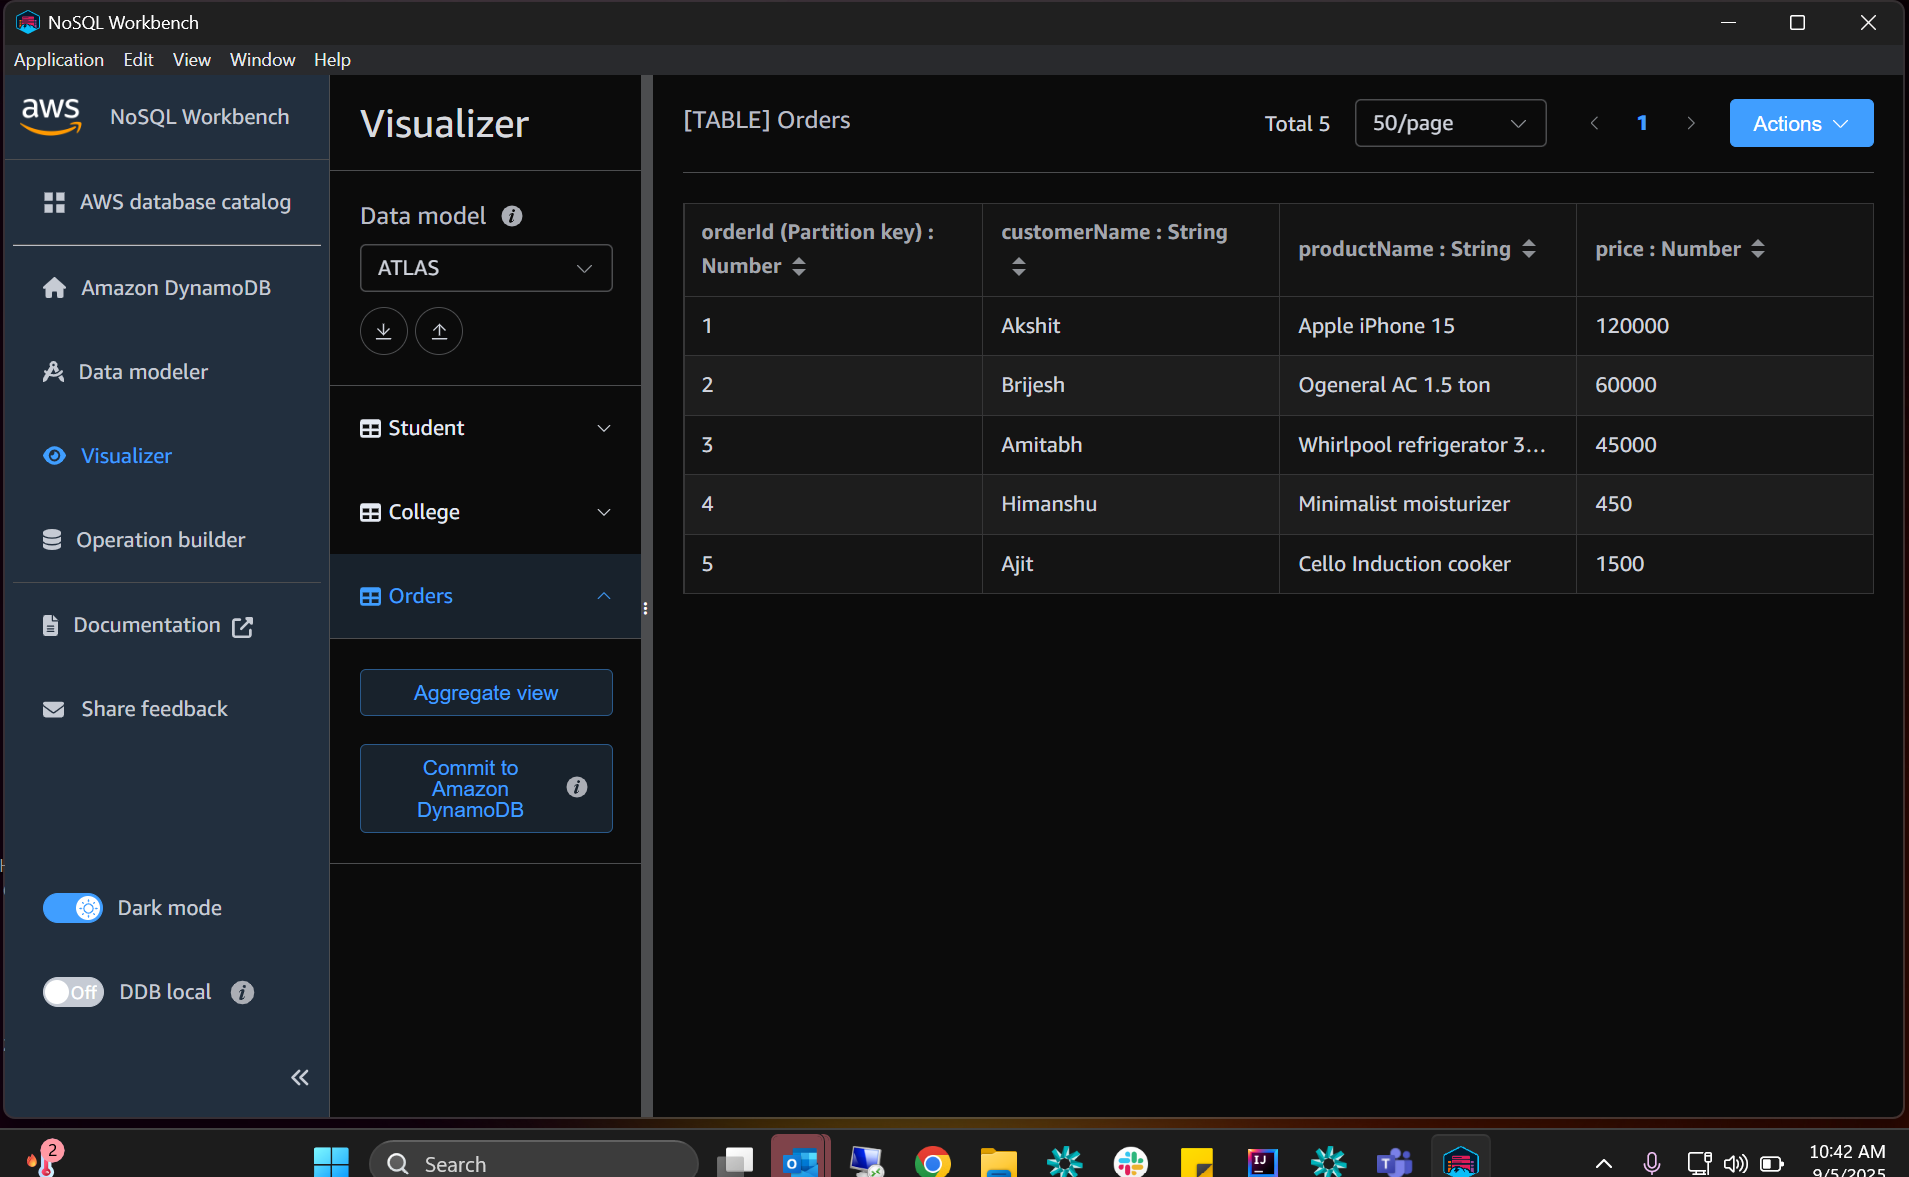 NoSQL Workbench
Application Edit View Window Help
aws NoSQL Workbench
AWS database catalog
Amazon DynamoDB
Data modeler
Visualizer
Operation builder
Documentation
Share feedback
Dark mode
Off DDB local
Visualizer
Data model
ATLAS
Student
College
Orders
Aggregate view
Commit to
Amazon
DynamoDB
[TABLE] Orders Total 5 50/page 1 Actions
orderId (Partition key) : Number customerName : String productName : String price : Number
1 Akshit Apple iPhone 15 120000
2 Brijesh Ogeneral AC 1.5 ton 60000
3 Amitabh Whirlpool refrigerator 3... 45000
4 Himanshu Minimalist moisturizer 450
5 Ajit Cello Induction cooker 1500
2 Search 10:42 AM
9/5/2025